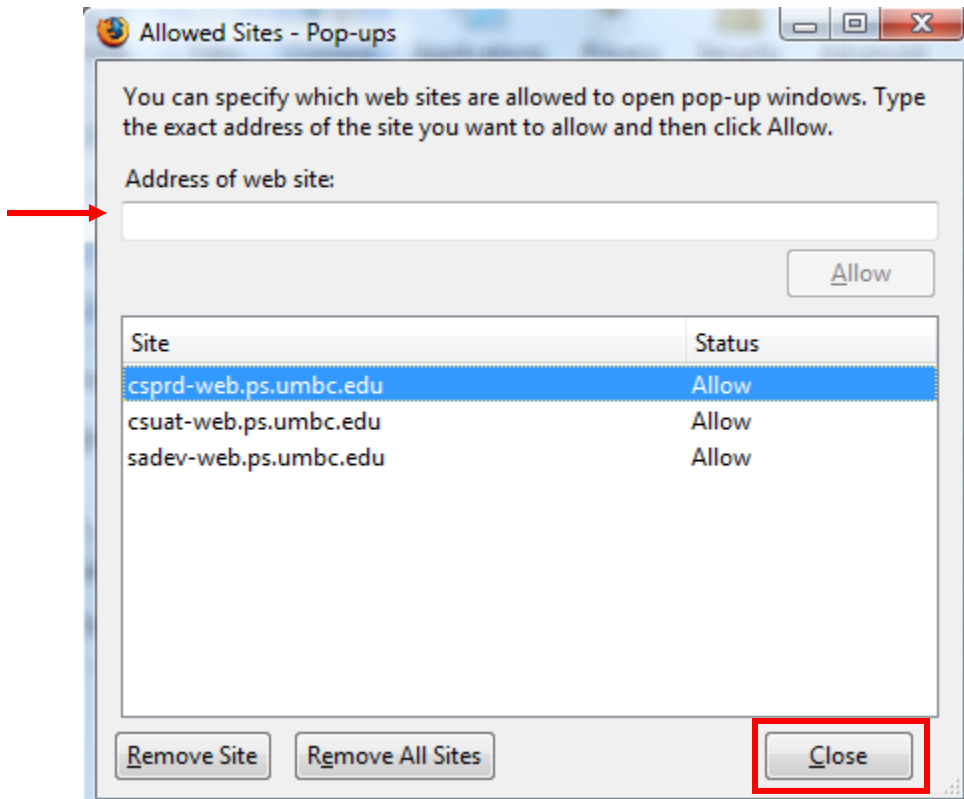 Allowed Sites - Pop-ups
You can specify which web sites are allowed to open pop-up windows. Type
the exact address of the site you want to allow and then click Allow.
Address of web site:
Allow
Site Status
csprd-web.ps.umbc.edu Allow
csuat-web.ps.umbc.edu Allow
sadev-web.ps.umbc.edu Allow
Remove Site Remove All Sites Close